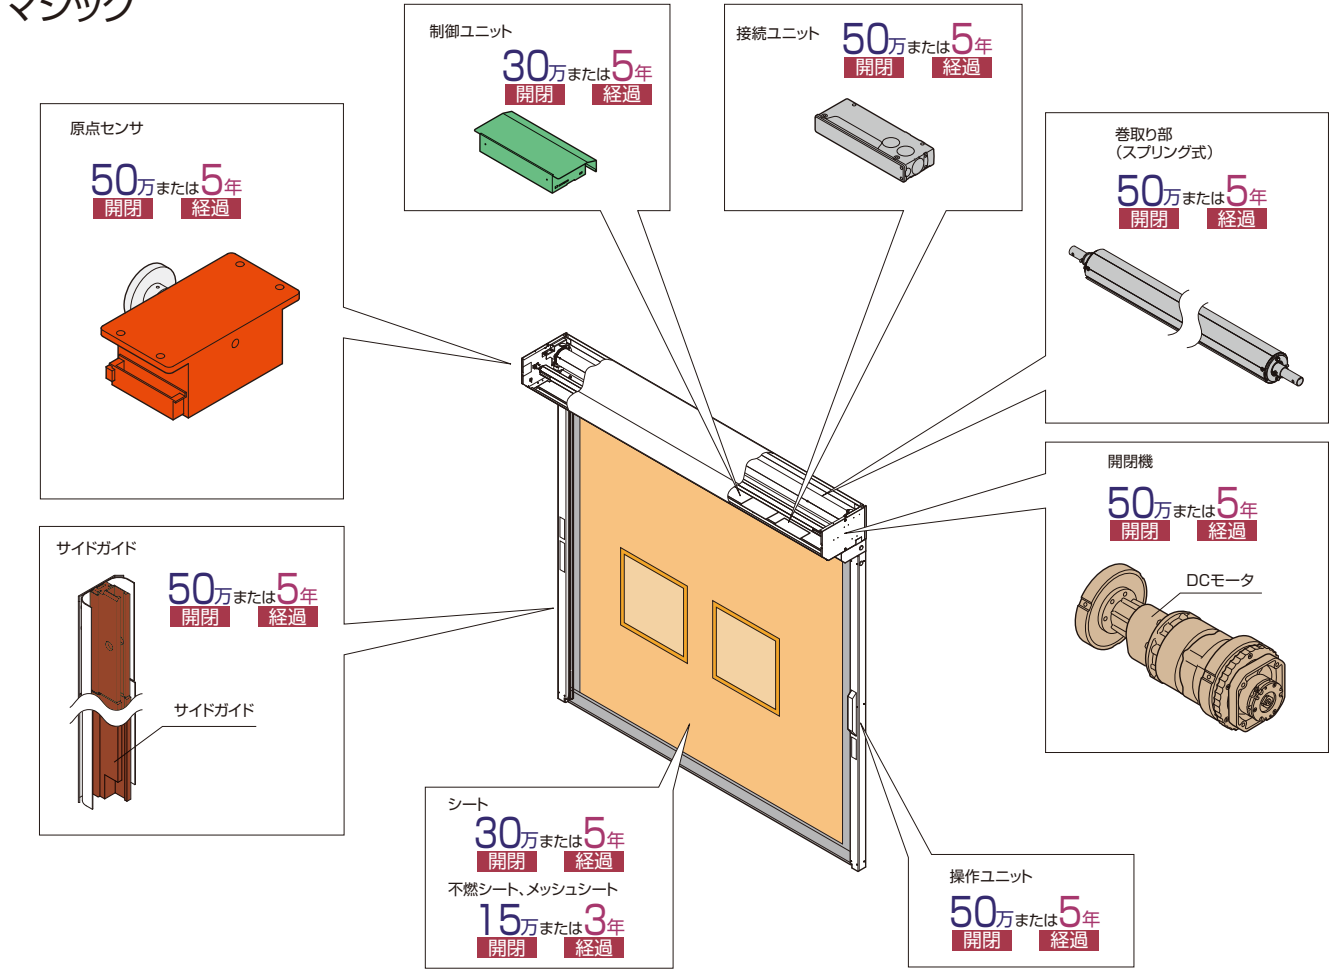 マジック
制御ユニット
30万または5年
開閉 経過
接続ユニット
50万または5年
開閉 経過
原点センサ
50万または5年
開閉 経過
巻取り部
(スプリング式)
50万または5年
開閉 経過
開閉機
50万または5年
開閉 経過
DCモータ
サイドガイド
50万または5年
開閉 経過
サイドガイド
シート
30万または5年
開閉 経過
不燃シート、メッシュシート
15万または3年
開閉 経過
操作ユニット
50万または5年
開閉 経過